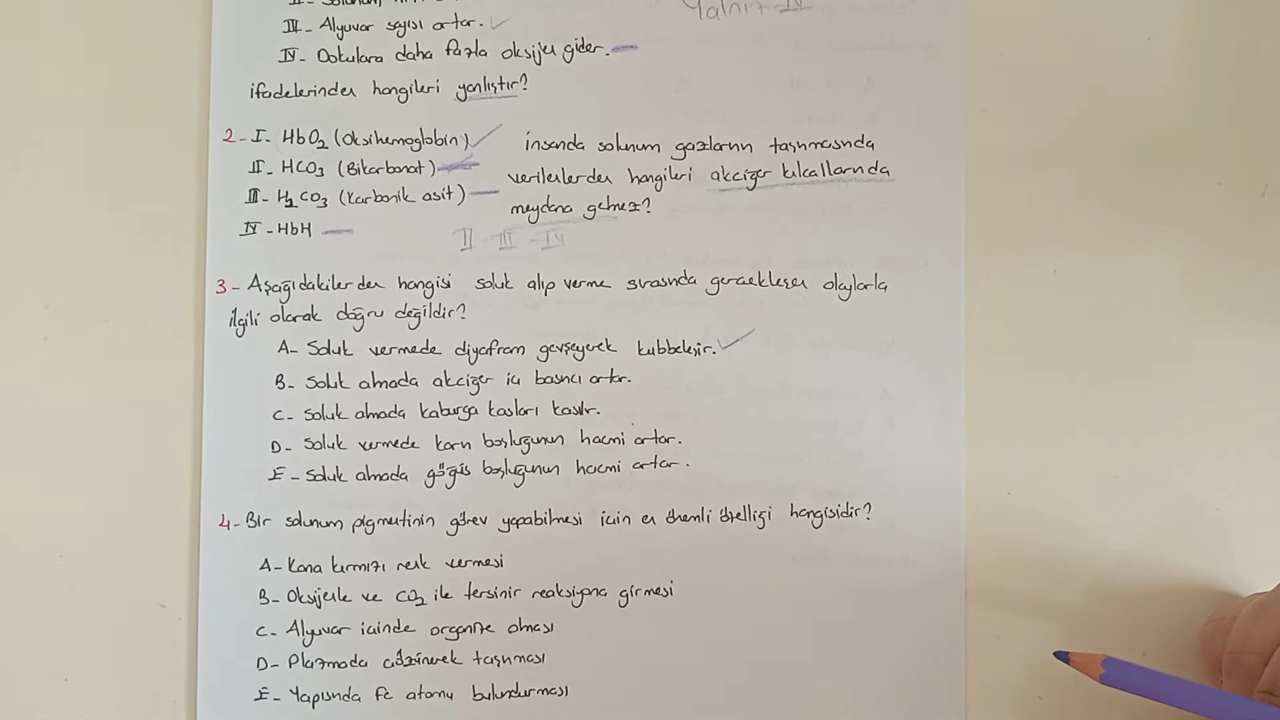 III- Alyuvar sayısı artar.
Yalnız IV
IV- Dokulara daha fazla oksijen gider.
ifadelerinden hangileri yanlıştır?
2- I- HbO2 (Oksihemoglobin)
II- HCO3 (Bikarbonat)
III- H2CO3 (Karbonik asit)
IV- HbH
insanda solunum gazlarının taşınmasında
verilenlerden hangileri akciğer kılcallarında
meydana gelmez?
II - III - IV
3- Aşağıdakilerden hangisi soluk alıp verme sırasında gerçekleşen olaylarla
ilgili olarak doğru değildir?
A- Soluk vermede diyafram gevşeyerek kubbeleşir.
B- Soluk almada akciğer iç basıncı artar.
C- Soluk almada kaburga kasları kasılır.
D- Soluk vermede karın boşluğunun hacmi artar.
E- Soluk almada göğüs boşluğunun hacmi artar.
4- Bir solunum pigmentinin görev yapabilmesi için en önemli özelliği hangisidir?
A- Kana kırmızı renk vermesi
B- Oksijenle ve CO2 ile tersinir reaksiyona girmesi
C- Alyuvar içinde organize olması
D- Plazmada çözünerek taşınması
E- Yapısında Fe atomu bulundurması